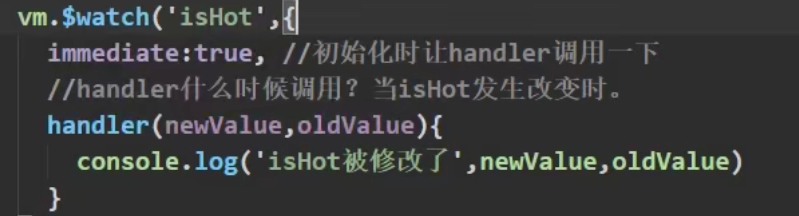 vm.$watch('isHot',{
immediate:true, //初始化时让handler调用一下
//handler什么时候调用？当isHot发生改变时。
handler(newValue,oldValue){
console.log('isHot被修改了',newValue,oldValue)
}